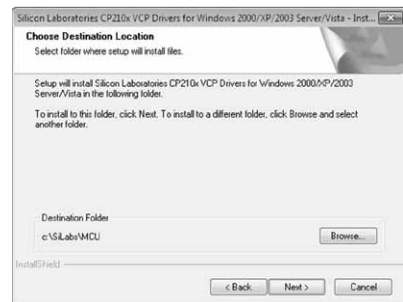 Silicon Laboratories CP210x VCP Drivers for Windows 2000/XP/2003 Server/Vista - Inst...
Choose Destination Location
Select folder where setup will install files.
Setup will install Silicon Laboratories CP210x VCP Drivers for Windows 2000/XP/2003
Server/Vista in the following folder.
To install to this folder, click Next. To install to a different folder, click Browse and select
another folder.
Destination Folder
c:\SiLabs\MCU
Browse...
InstallShield
< Back
Next >
Cancel